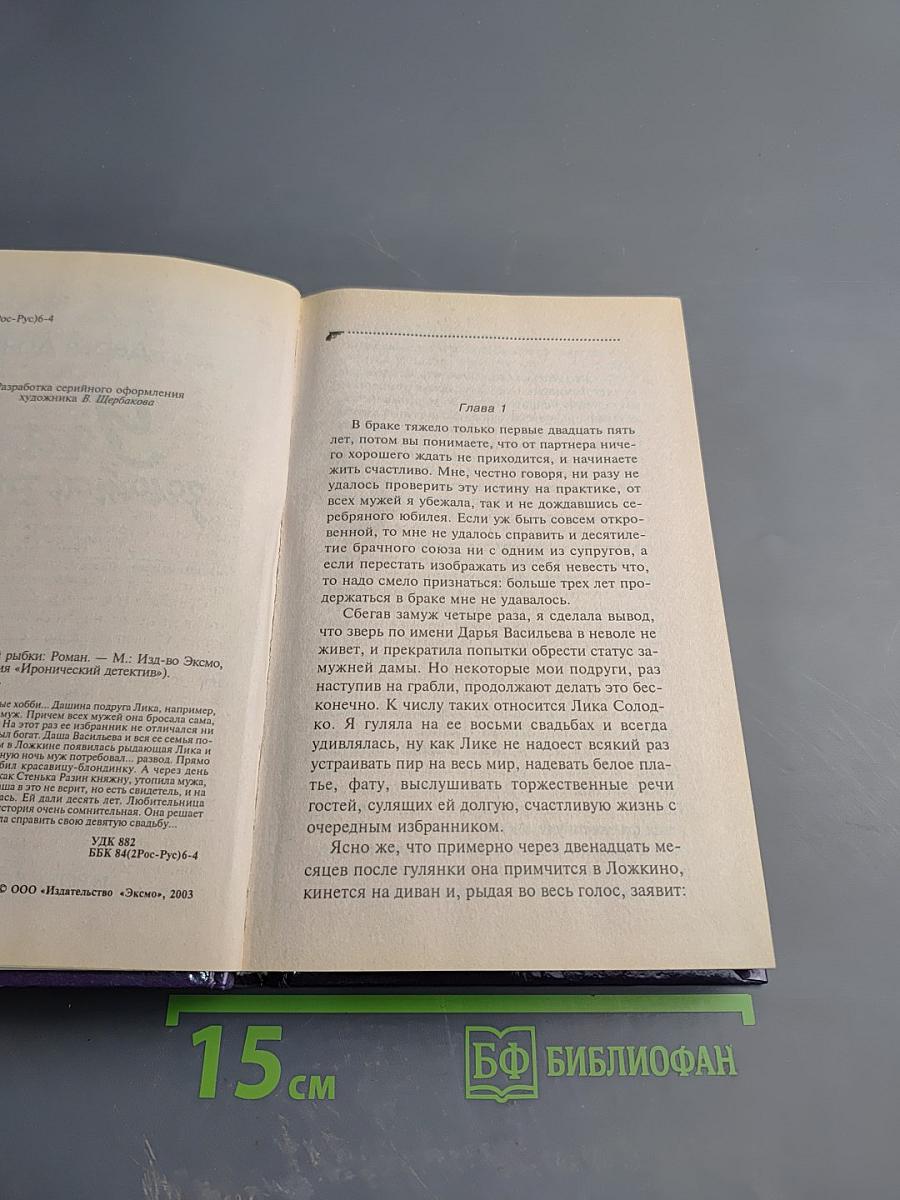 Рос-Рус)6-4
Разработка серийного оформления
художника В. Щербакова
й рыбки: Роман. — М.: Изд-во Эксмо,
ия «Иронический детектив»).
ые хобби... Дашина подруга Лика, например,
муж. Причем всех мужей она бросала сама,
На этот раз ее избранник не отличался ни
был богат. Даша Васильева и вся ее семья по-
м в Ложкине появилась рыдающая Лика и
ную ночь муж потребовал... развод. Прямо
бил красавицу-блондинку. А через день
как Стенька Разин княжну, утопила мужа,
аша в это не верит, но есть свидетель, и на
ась. Ей дали десять лет. Любительница
история очень сомнительная. Она решает
ла справить свою девятую свадьбу...
УДК 882
ББК 84(2Рос-Рус)6-4
© ООО «Издательство «Эксмо», 2003
Глава 1
В браке тяжело только первые двадцать пять
лет, потом вы понимаете, что от партнера ниче-
го хорошего ждать не приходится, и начинаете
жить счастливо. Мне, честно говоря, ни разу не
удалось проверить эту истину на практике, от
всех мужей я убежала, так и не дождавшись се-
ребряного юбилея. Если уж быть совсем откро-
венной, то мне не удалось справить и десятиле-
тие брачного союза ни с одним из супругов, а
если перестать изображать из себя невесть что,
то надо смело признаться: больше трех лет про-
держаться в браке мне не удавалось.
Сбегав замуж четыре раза, я сделала вывод,
что зверь по имени Дарья Васильева в неволе не
живет, и прекратила попытки обрести статус за-
мужней дамы. Но некоторые мои подруги, раз
наступив на грабли, продолжают делать это бес-
конечно. К числу таких относится Лика Солод-
ко. Я гуляла на ее восьми свадьбах и всегда
удивлялась, ну как Лике не надоест всякий раз
устраивать пир на весь мир, надевать белое пла-
тье, фату, выслушивать торжественные речи
гостей, сулящих ей долгую, счастливую жизнь с
очередным избранником.
Ясно же, что примерно через двенадцать ме-
сяцев после гулянки она примчится в Ложкино,
кинется на диван и, рыдая во весь голос, заявит:
15 см
БФ БИБЛИОФАН